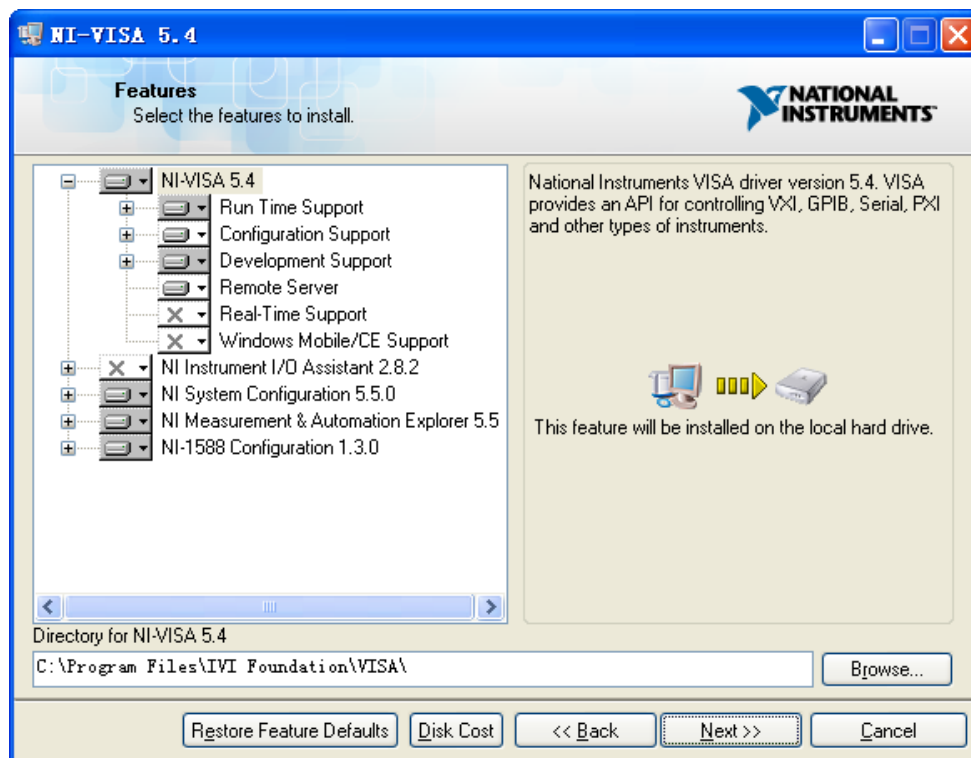 NI-VISA 5.4
Features
Select the features to install.
NATIONAL
INSTRUMENTS
NI-VISA 5.4
Run Time Support
Configuration Support
Development Support
Remote Server
Real-Time Support
Windows Mobile/CE Support
NI Instrument I/O Assistant 2.8.2
NI System Configuration 5.5.0
NI Measurement & Automation Explorer 5.5
NI-1588 Configuration 1.3.0
National Instruments VISA driver version 5.4. VISA
provides an API for controlling VXI, GPIB, Serial, PXI
and other types of instruments.
This feature will be installed on the local hard drive.
Directory for NI-VISA 5.4
C:\Program Files\IVI Foundation\VISA\
Browse...
Restore Feature Defaults
Disk Cost
<< Back
Next >>
Cancel